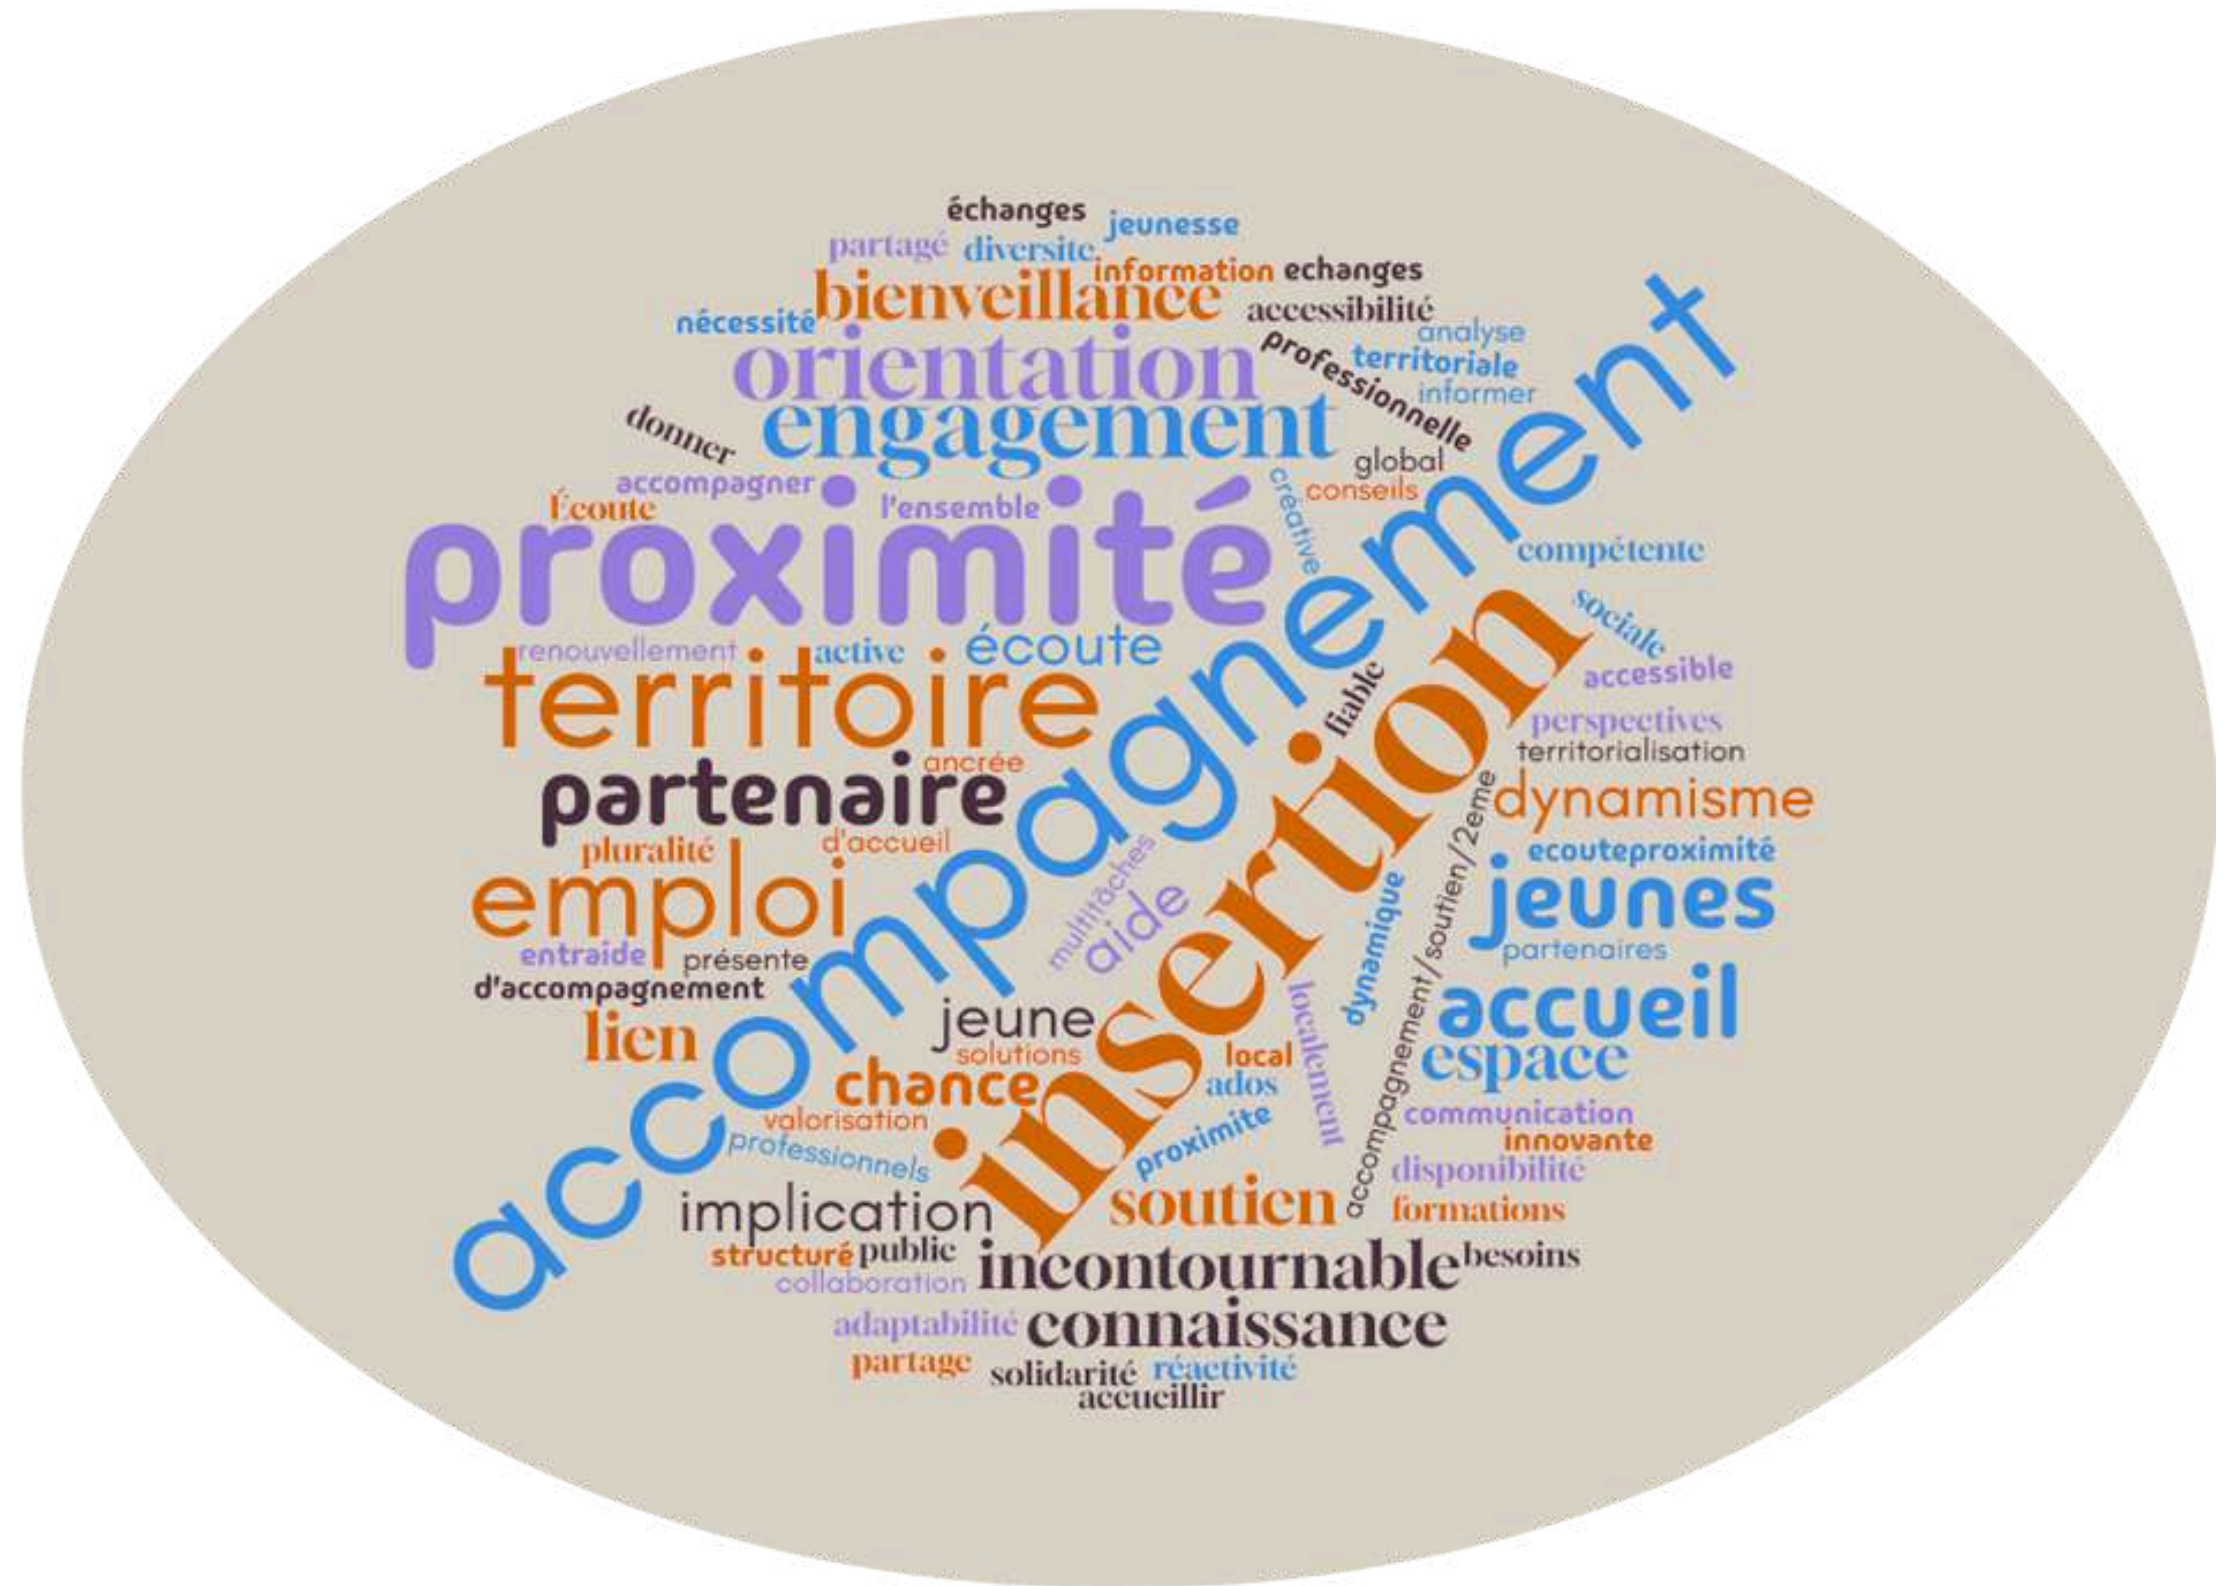 échanges
jeunesse
partagé
diversite
information
echanges
bienveillance
accessibilité
nécessité
analyse
professionnelle
territoriale
orientation
informer
donner
engagement
global
accompagner
conseils
Écoute
l'ensemble
créative
proximité
accompagnement
compétente
sociale
renouvellement
active
écoute
accessible
territoire
fiable
insertion
perspectives
territorialisation
ancrée
partenaire
dynamisme
d'accueil
pluralité
ecouteproximité
emploi
multitâches
aide
dynamique
accompagnement/soutien/2eme
jeunes
entraide
présente
partenaires
d'accompagnement
accueil
jeune
lien
solutions
local
localement
espace
chance
ados
valorisation
communication
professionnels
proximite
innovante
disponibilité
implication
soutien
formations
structuré
public
incontournable
besoins
collaboration
adaptabilité
connaissance
partage
solidarité
réactivité
accueillir